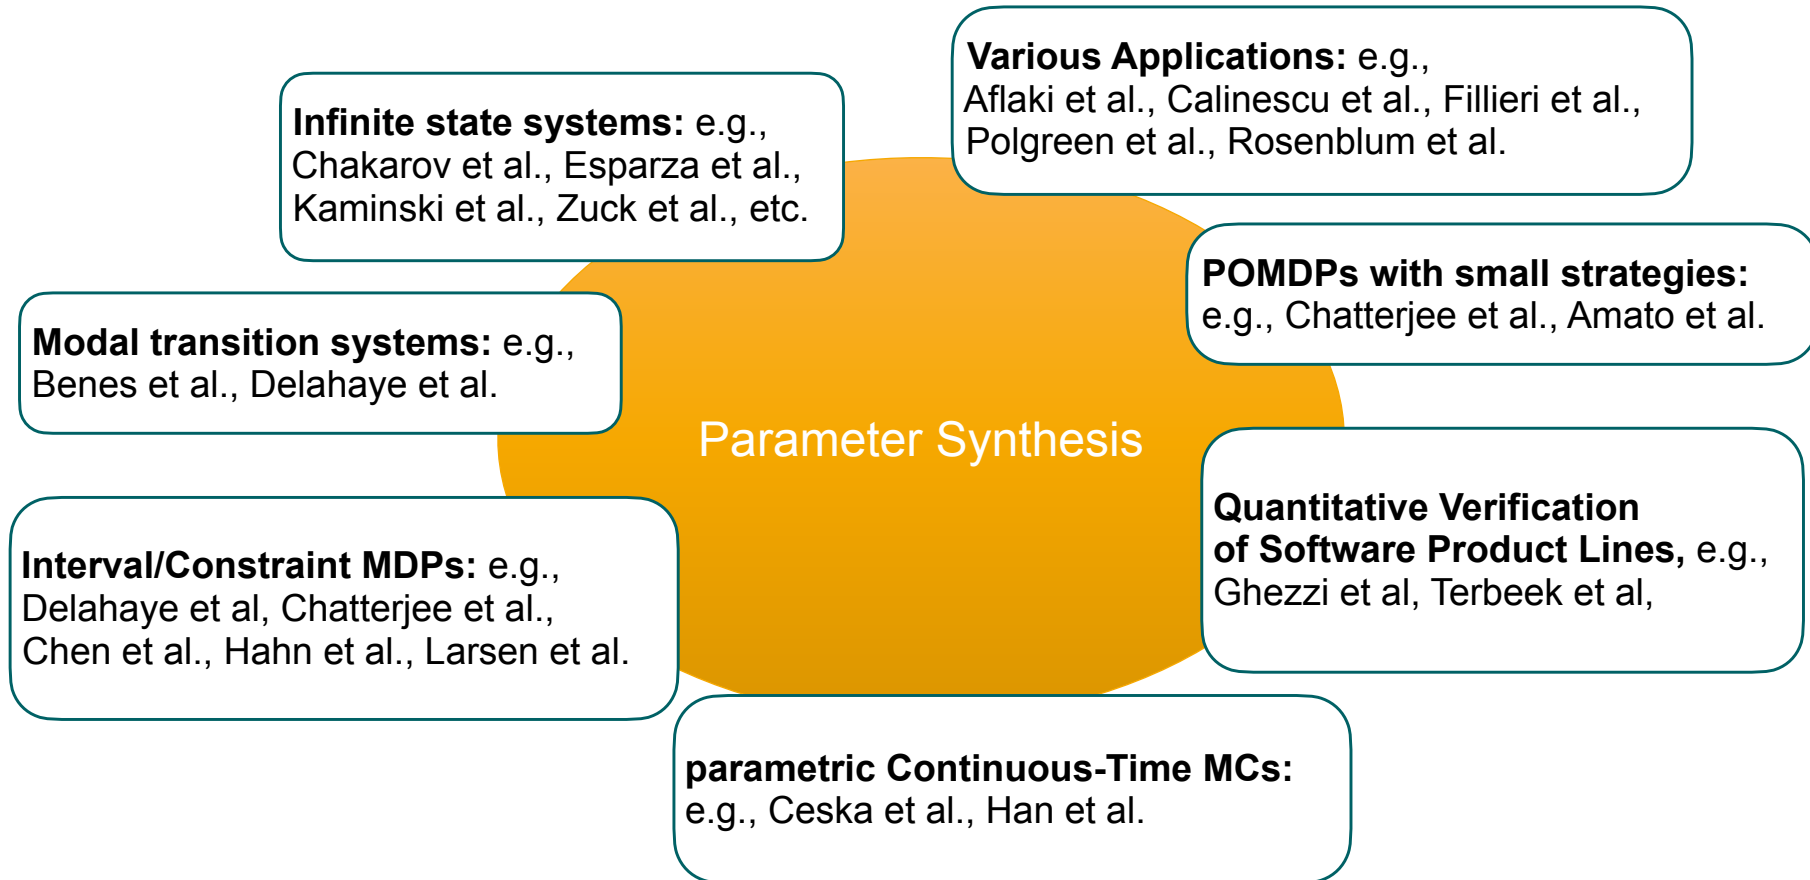 Various Applications: e.g.,
Aflaki et al., Calinescu et al., Fillieri et al.,
Polgreen et al., Rosenblum et al.
Infinite state systems: e.g.,
Chakarov et al., Esparza et al.,
Kaminski et al., Zuck et al., etc.
POMDPs with small strategies:
e.g., Chatterjee et al., Amato et al.
Modal transition systems: e.g.,
Benes et al., Delahaye et al.
Parameter Synthesis
Quantitative Verification
of Software Product Lines, e.g.,
Ghezzi et al, Terbeek et al,
Interval/Constraint MDPs: e.g.,
Delahaye et al, Chatterjee et al.,
Chen et al., Hahn et al., Larsen et al.
parametric Continuous-Time MCs:
e.g., Ceska et al., Han et al.